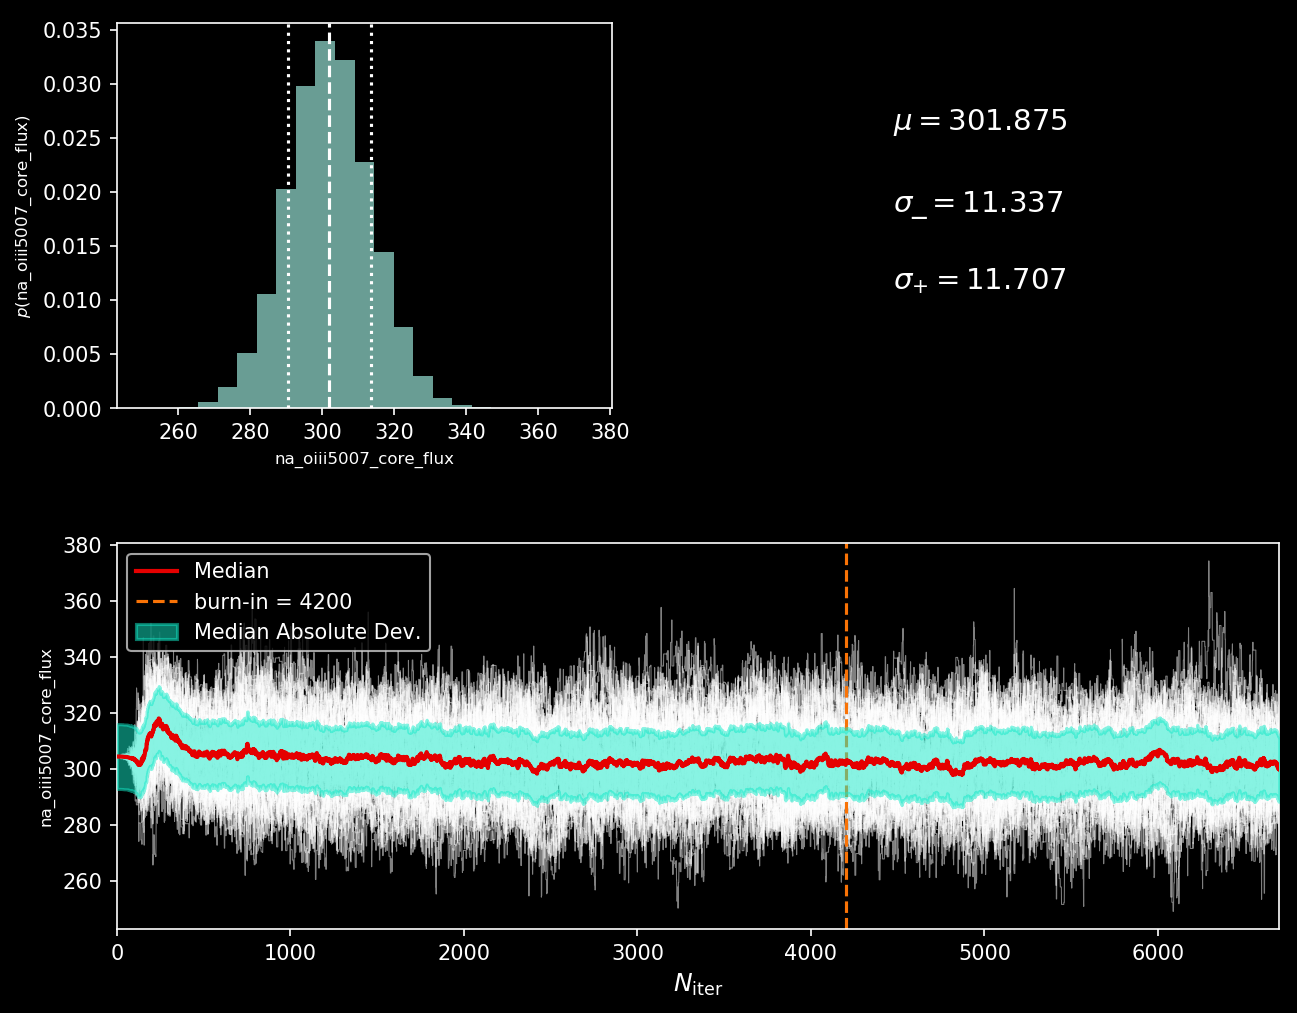 0.035
0.030
0.025
0.020
0.015
0.010
0.005
0.000
p(na_oiii5007_core_flux)
260 280 300 320 340 360 380
na_oiii5007_core_flux
μ = 301.875
σ_ = 11.337
σ+ = 11.707
380
360
340
320
300
280
260
na_oiii5007_core_flux
Median
burn-in = 4200
Median Absolute Dev.
0 1000 2000 3000 4000 5000 6000
Niter